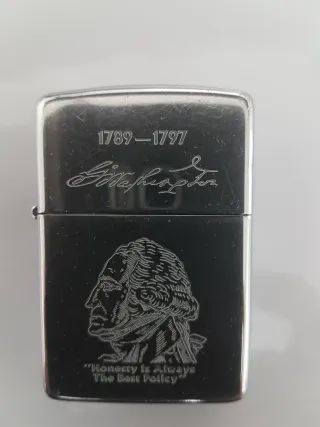 1789—1797
G:Washington
"Honesty Is Always
The Best Policy"